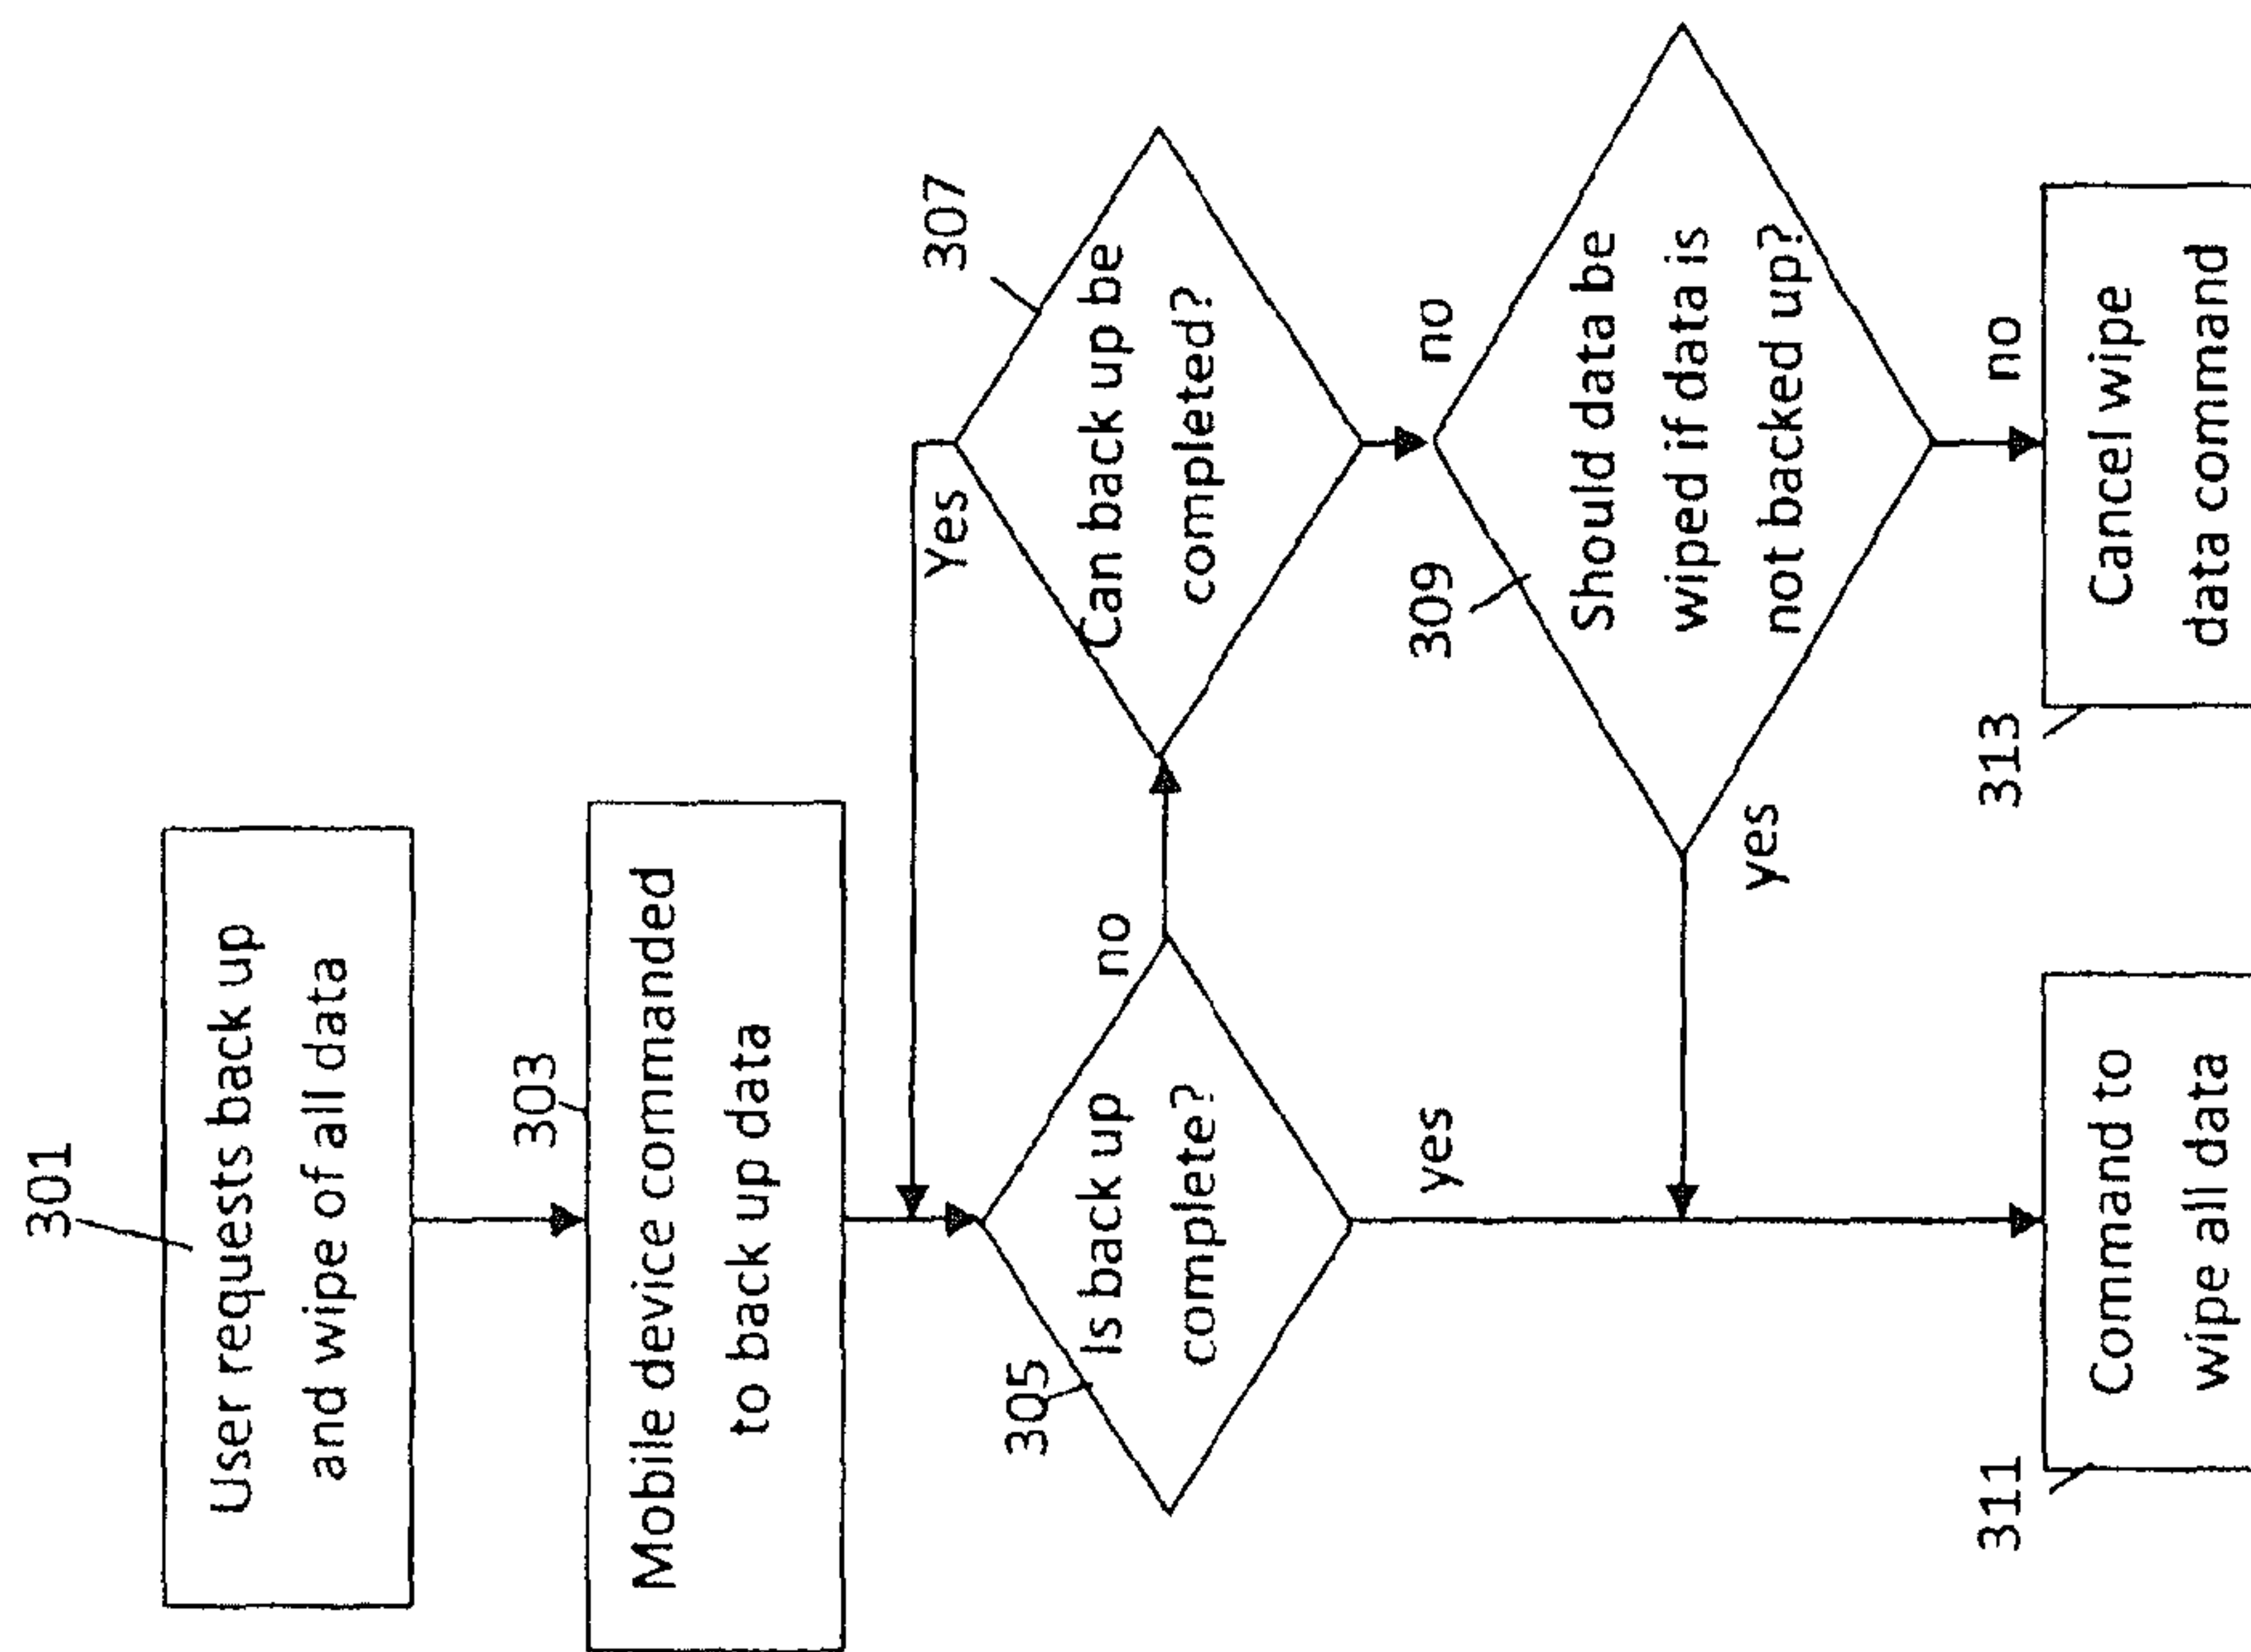 301
User requests back up
and wipe of all data
303
Mobile device commanded
to back up data
305
Is back up
complete?
no
yes
307
Can back up be
completed?
Yes
no
309
Should data be
wiped if data is
not backed up?
yes
no
311
Command to
wipe all data
313
Cancel wipe
data command